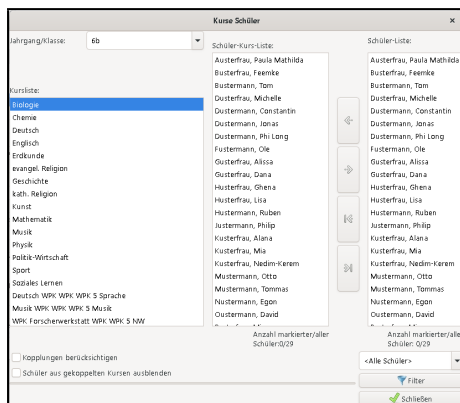 Kurse Schüler
Jahrgang/Klasse:
6b
Kursliste:
Biologie
Chemie
Deutsch
Englisch
Erdkunde
evangel. Religion
Geschichte
kath. Religion
Kunst
Mathematik
Musik
Physik
Politik-Wirtschaft
Sport
Soziales Lernen
Deutsch WPK WPK WPK 5 Sprache
Musik WPK WPK WPK 5 Musik
WPK Forscherwerkstatt WPK WPK 5 NW
Schüler-Kurs-Liste:
Austerfrau, Paula Mathilda
Busterfrau, Feemke
Bustermann, Tom
Dusterfrau, Michelle
Dustermann, Constantin
Dustermann, Jonas
Dustermann, Phi Long
Fustermann, Ole
Gusterfrau, Alissa
Gusterfrau, Dana
Husterfrau, Ghena
Husterfrau, Lisa
Hustermann, Ruben
Justermann, Philip
Kusterfrau, Alana
Kusterfrau, Mia
Kusterfrau, Nedim-Kerem
Mustermann, Otto
Mustermann, Tommas
Nustermann, Egon
Oustermann, David
Anzahl markierter/aller
Schüler:0/29
Schüler-Liste:
Austerfrau, Paula Mathilda
Busterfrau, Feemke
Bustermann, Tom
Dusterfrau, Michelle
Dustermann, Constantin
Dustermann, Jonas
Dustermann, Phi Long
Fustermann, Ole
Gusterfrau, Alissa
Gusterfrau, Dana
Husterfrau, Ghena
Husterfrau, Lisa
Hustermann, Ruben
Justermann, Philip
Kusterfrau, Alana
Kusterfrau, Mia
Kusterfrau, Nedim-Kerem
Mustermann, Otto
Mustermann, Tommas
Nustermann, Egon
Oustermann, David
Anzahl markierter/aller
Schüler: 0/29
Kopplungen berücksichtigen
Schüler aus gekoppelten Kursen ausblenden
<Alle Schüler>
Filter
Schließen